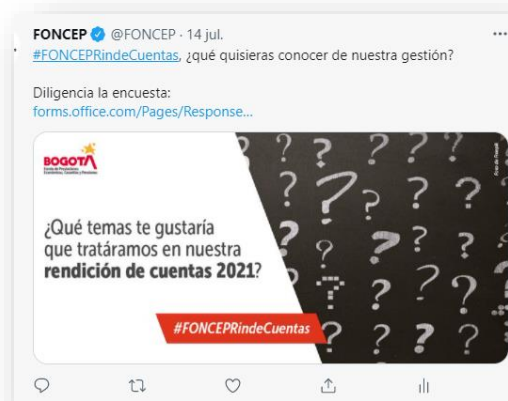 FONCEP @FONCEP · 14 jul.
#FONCEPRindeCuentas, ¿qué quisieras conocer de nuestra gestión?
Diligencia la encuesta:
forms.office.com/Pages/Response...
BOGOTÁ
¿Qué temas te gustaría
que tratáramos en nuestra
rendición de cuentas 2021?
#FONCEPRindeCuentas